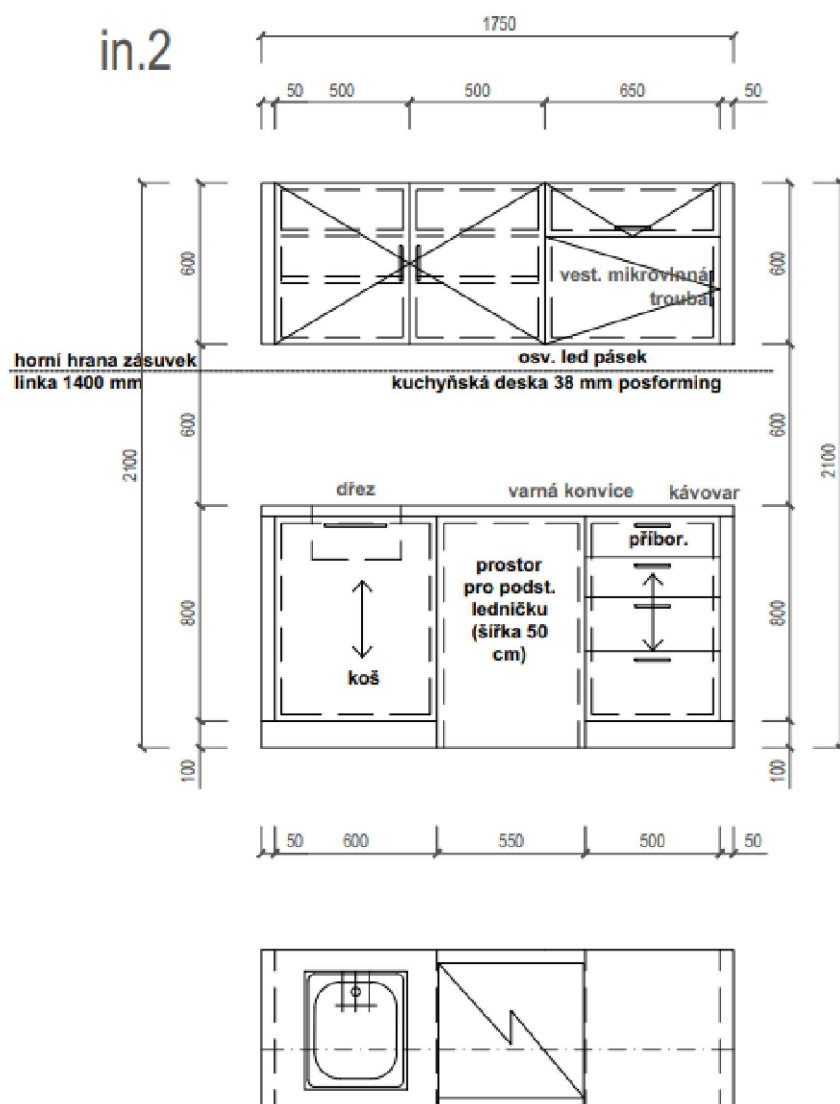 in.2
1750
50 500 500 650 50
600
600
vest. mikrovlnná
trouba
horní hrana zásuvek
osv. led pásek
linka 1400 mm
kuchyňská deska 38 mm posforming
2100
600
600
2100
dřez
varná konvice
kávovar
příbor.
prostor
pro podst.
ledničku
(šířka 50
cm)
800
800
koš
100
100
50 600 550 500 50